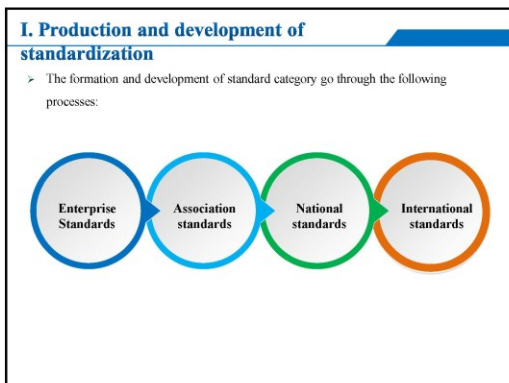 I. Production and development of
standardization
➢ The formation and development of standard category go through the following
processes:
Enterprise
Standards
Association
standards
National
standards
International
standards